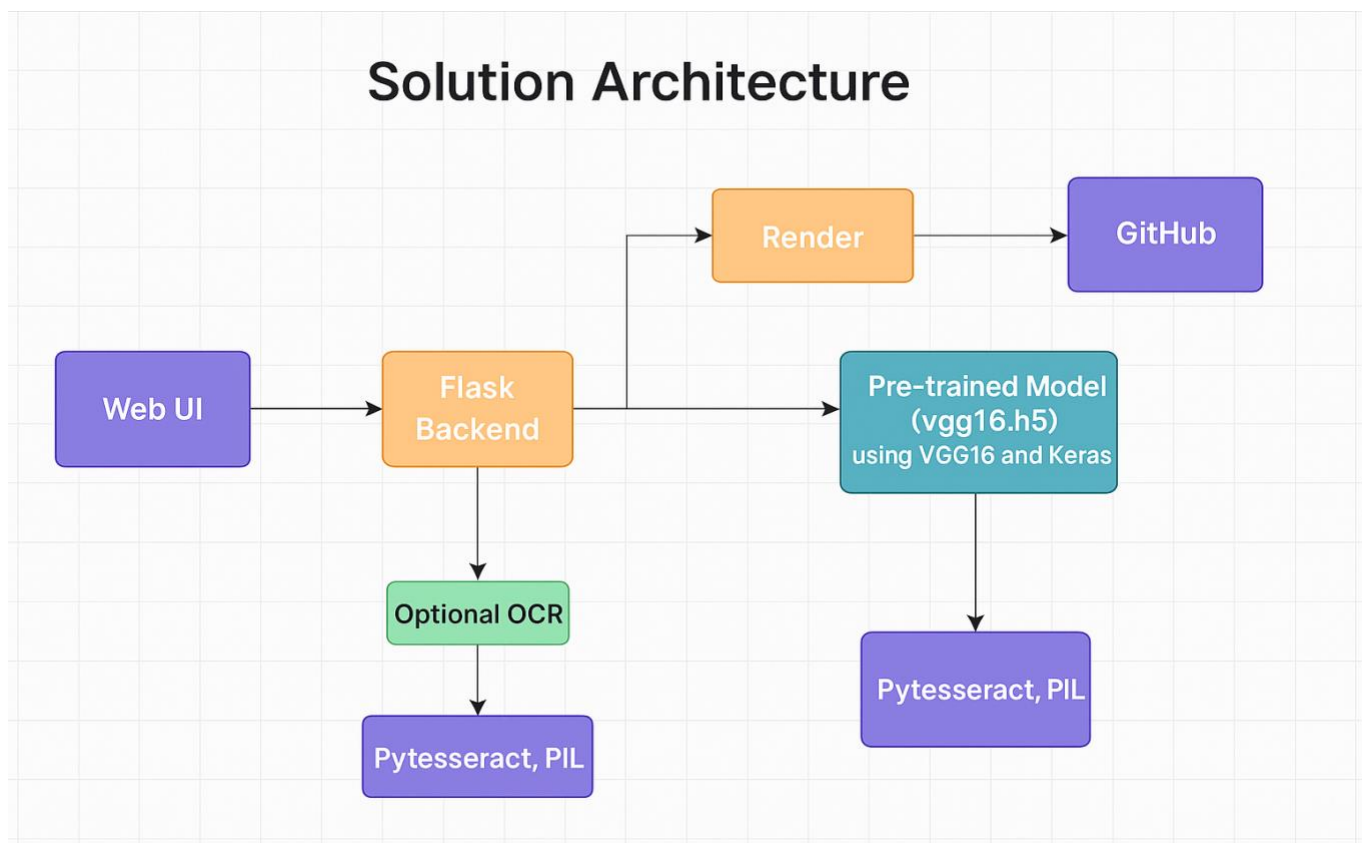 Solution Architecture
Render
GitHub
Web UI
Flask
Backend
Pre-trained Model
(vgg16.h5)
using VGG16 and Keras
Optional OCR
Pytesseract, PIL
Pytesseract, PIL